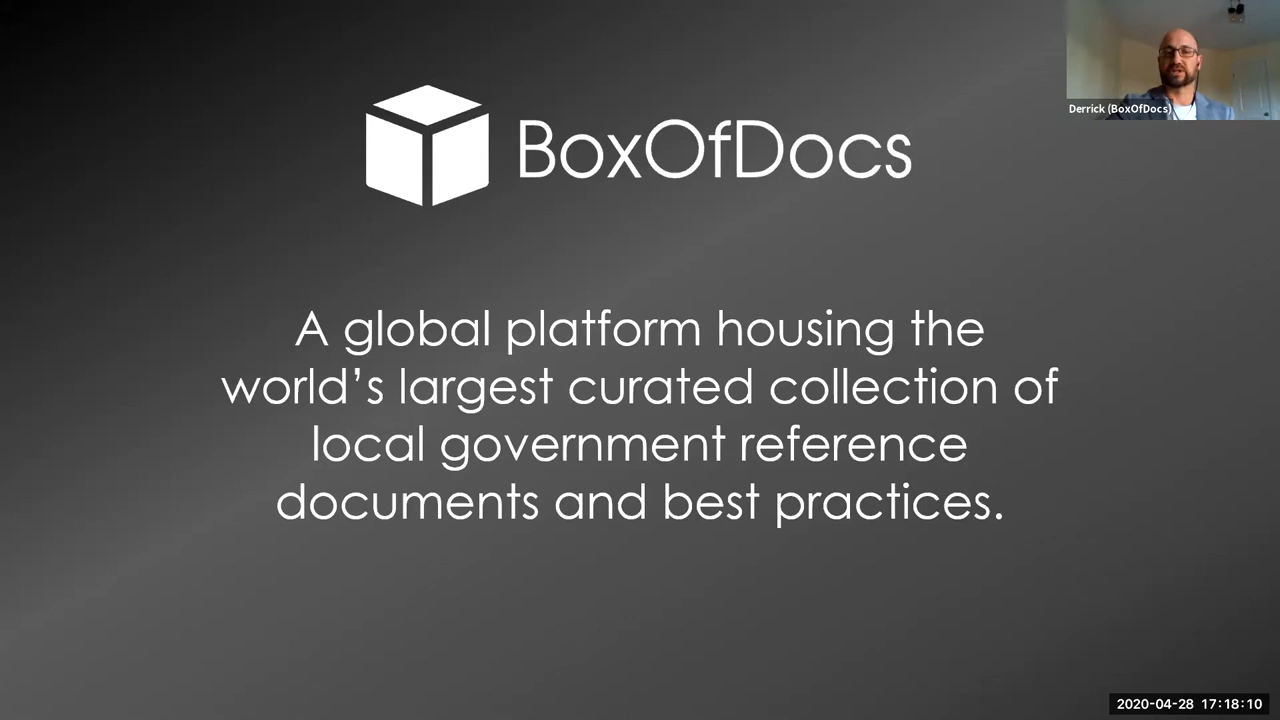 Derrick (BoxOfDocs)
BoxOfDocs
A global platform housing the
world’s largest curated collection of
local government reference
documents and best practices.
2020-04-28 17:18:10